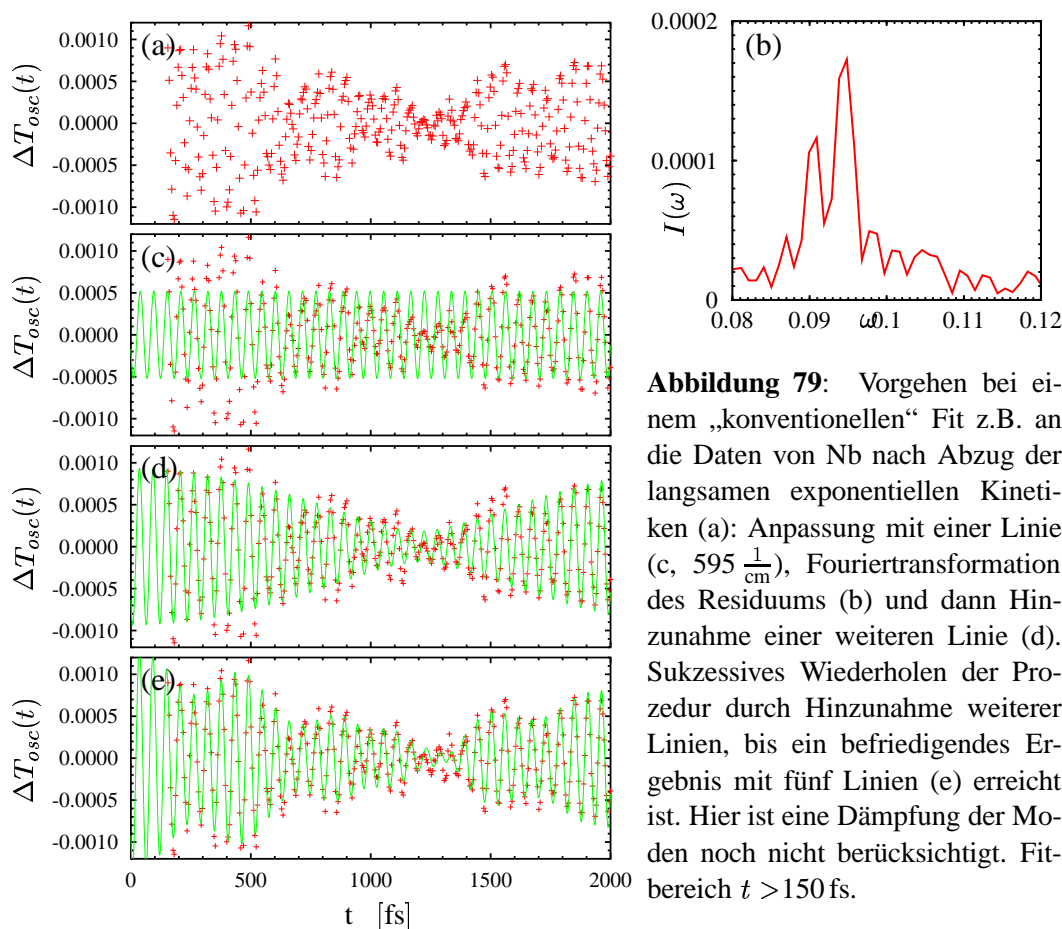 (a)
0.0010
0.0005
0.0000
-0.0005
-0.0010
ΔT_osc(t)
(c)
0.0010
0.0005
0.0000
-0.0005
-0.0010
ΔT_osc(t)
(d)
0.0010
0.0005
0.0000
-0.0005
-0.0010
ΔT_osc(t)
(e)
0.0010
0.0005
0.0000
-0.0005
-0.0010
ΔT_osc(t)
0 500 1000 1500 2000
t [fs]
(b)
0.0002
0.0001
0
I(ω)
0.08 0.09 0.1 0.11 0.12
ω
Abbildung 79: Vorgehen bei ei-
nem „konventionellen“ Fit z.B. an
die Daten von Nb nach Abzug der
langsamen exponentiellen Kineti-
ken (a): Anpassung mit einer Linie
(c, 595 1/cm), Fouriertransformation
des Residuums (b) und dann Hin-
zunahme einer weiteren Linie (d).
Sukzessives Wiederholen der Pro-
zedur durch Hinzunahme weiterer
Linien, bis ein befriedigendes Er-
gebnis mit fünf Linien (e) erreicht
ist. Hier ist eine Dämpfung der Mo-
den noch nicht berücksichtigt. Fit-
bereich t >150 fs.